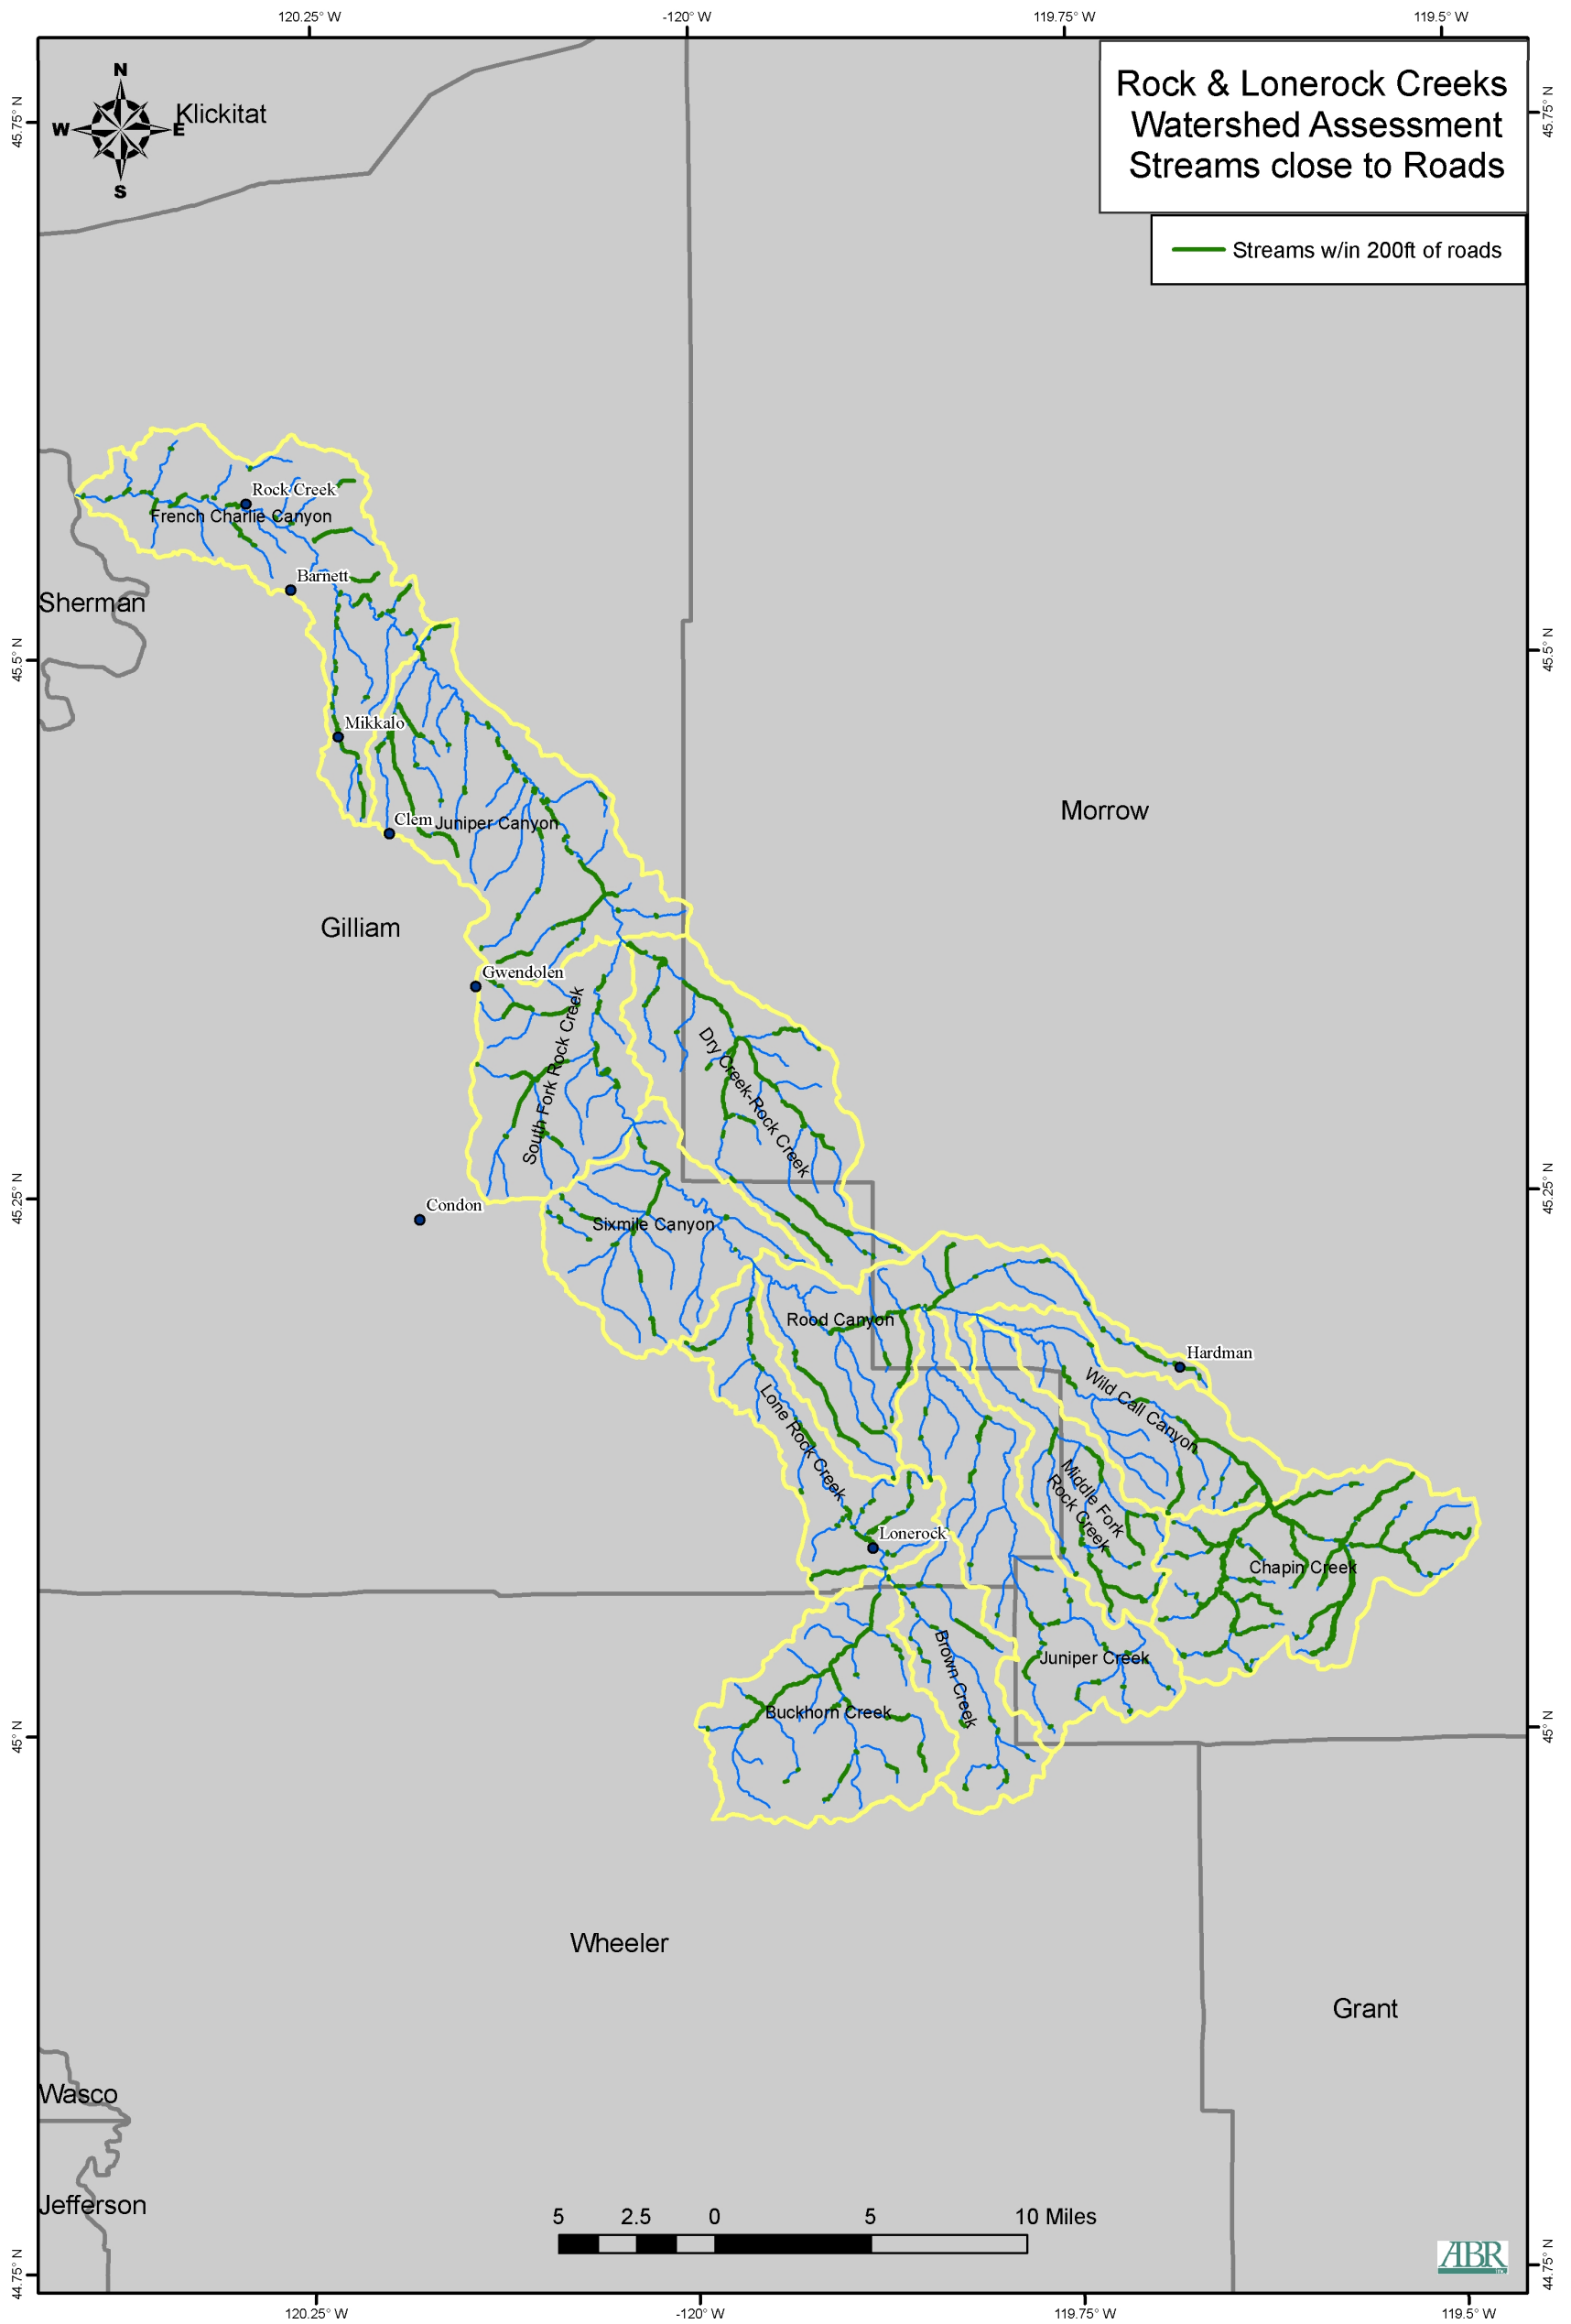 120.25° W
-120° W
119.75° W
119.5° W
Rock & Lonerock Creeks
Watershed Assessment
Streams close to Roads
Streams w/in 200ft of roads
N
W
E
S
Klickitat
45.75° N
45.75° N
Rock Creek
French Charlie Canyon
Barnett
Sherman
45.5° N
45.5° N
Mikkalo
Clem
Juniper Canyon
Morrow
Gilliam
Gwendolen
South Fork Rock Creek
Dry Creek-Rock Creek
45.25° N
45.25° N
Condon
Sixmile Canyon
Rood Canyon
Hardman
Wild Call Canyon
Lone Rock Creek
Middle Fork
Rock Creek
Lonerock
Chapin Creek
Brown Creek
Juniper Creek
Buckhorn Creek
45° N
45° N
Wheeler
Grant
Wasco
Jefferson
5
2.5
0
5
10 Miles
ABR
Inc.
44.75° N
44.75° N
120.25° W
-120° W
119.75° W
119.5° W